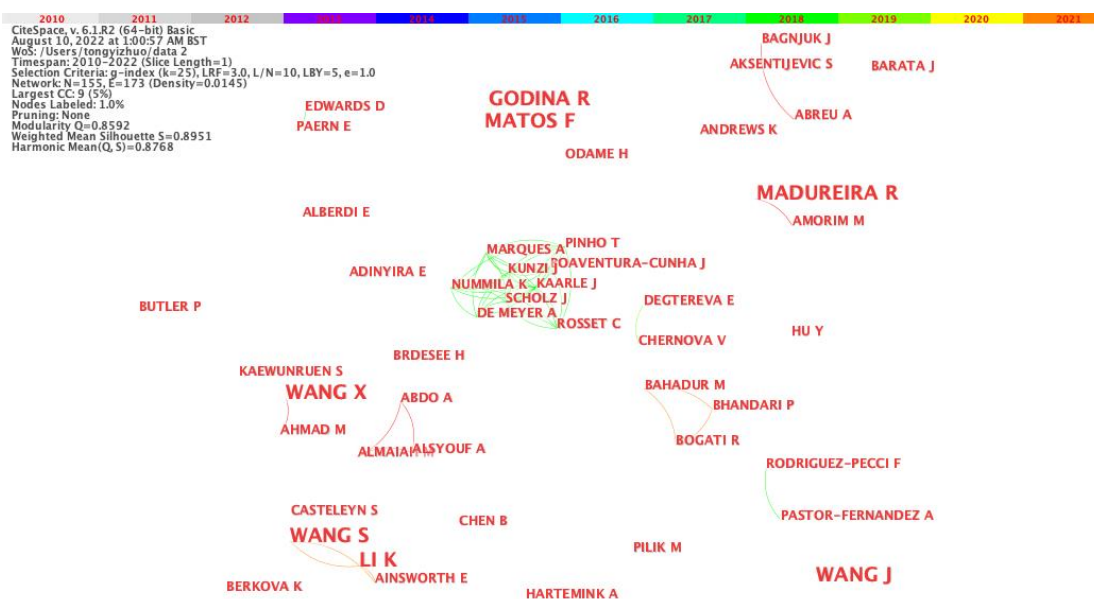 2010 2011 2012 2013 2014 2015 2016 2017 2018 2019 2020 2021
CiteSpace, v. 6.1.R2 (64-bit) Basic
August 10, 2022 at 1:00:57 AM BST
WoS: /Users/tongyizhuo/data 2
Timespan: 2010-2022 (Slice Length=1)
Selection Criteria: g-index (k=25), LRF=3.0, L/N=10, LBY=5, e=1.0
Network: N=155, E=173 (Density=0.0145)
Largest CC: 9 (5%)
Nodes Labeled: 1.0%
Pruning: None
Modularity Q=0.8592
Weighted Mean Silhouette S=0.8951
Harmonic Mean(Q, S)=0.8768
BAGNJUK J
AKSENTIJEVIC S
BARATA J
GODINA R
EDWARDS D
ABREU A
MATOS F
PAERN E
ANDREWS K
ODAME H
MADUREIRA R
ALBERDI E
AMORIM M
PINHO T
MARQUES A
BOAVENTURA-CUNHA J
KUNZI J
ADINYIRA E
NUMMILA K
KAARLE J
SCHOLZ J
DEGTEREVA E
BUTLER P
DE MEYER A
ROSSET C
HU Y
CHERNOVA V
BRDESEE H
KAEWUNRUEN S
BAHADUR M
WANG X
ABDO A
BHANDARI P
AHMAD M
BOGATI R
ALSYOUF A
ALMAIAH M
RODRIGUEZ-PECCI F
CASTELEYN S
PASTOR-FERNANDEZ A
CHEN B
WANG S
PILIK M
LI K
WANG J
AINSWORTH E
BERKOVA K
HARTEMINK A